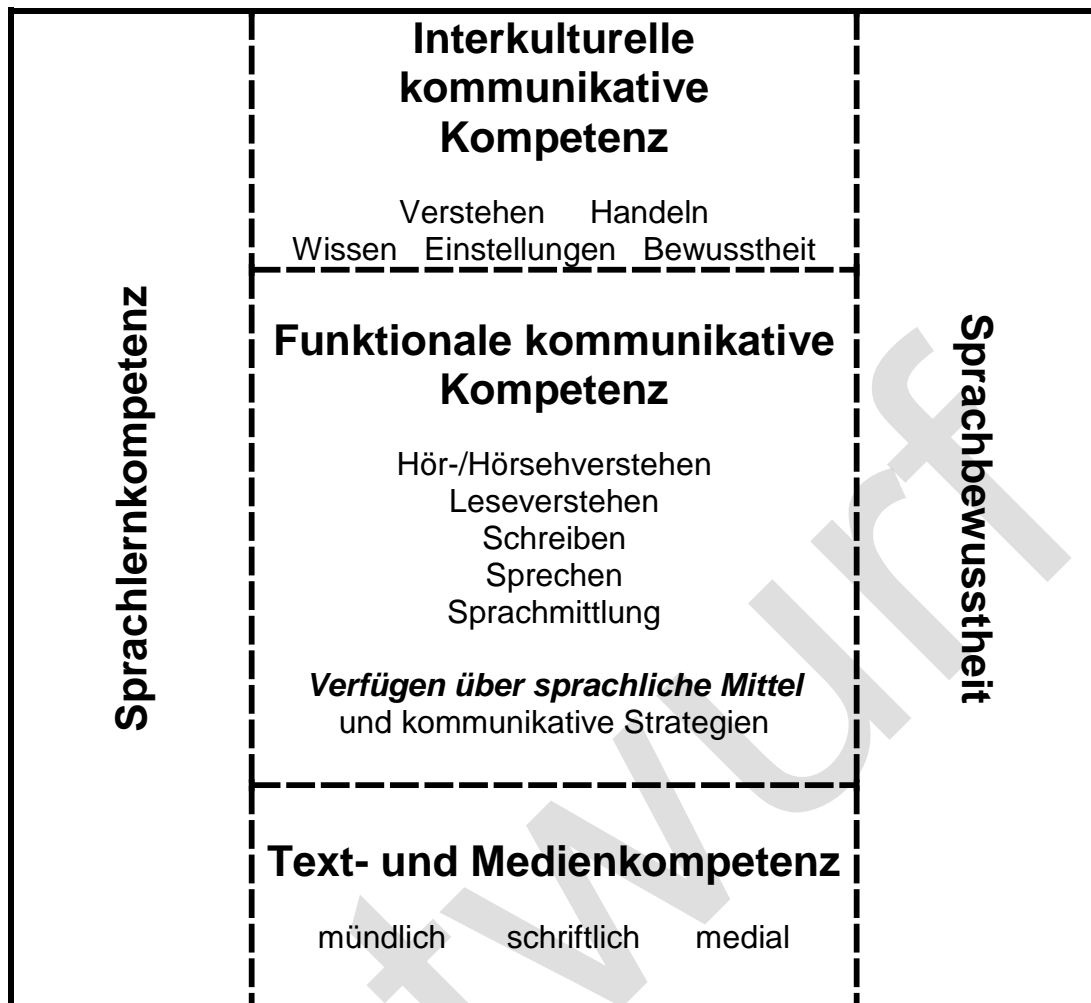 Interkulturelle
kommunikative
Kompetenz
Verstehen Handeln
Wissen Einstellungen Bewusstheit
Sprachlernkompetenz
Funktionale kommunikative
Kompetenz
Hör-/Hörsehverstehen
Leseverstehen
Schreiben
Sprechen
Sprachmittlung
Verfügen über sprachliche Mittel
und kommunikative Strategien
Sprachbewusstheit
Text- und Medienkompetenz
mündlich schriftlich medial
twurf